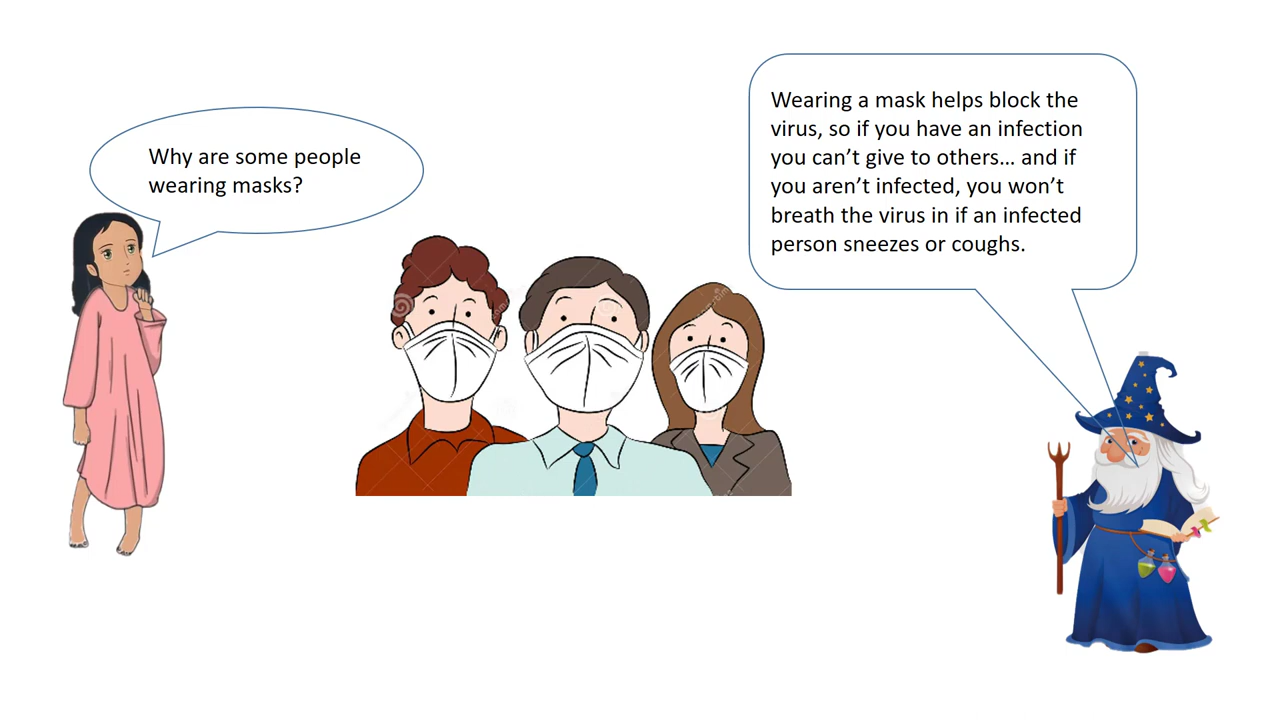 Why are some people
wearing masks?
Wearing a mask helps block the
virus, so if you have an infection
you can’t give to others… and if
you aren’t infected, you won’t
breath the virus in if an infected
person sneezes or coughs.